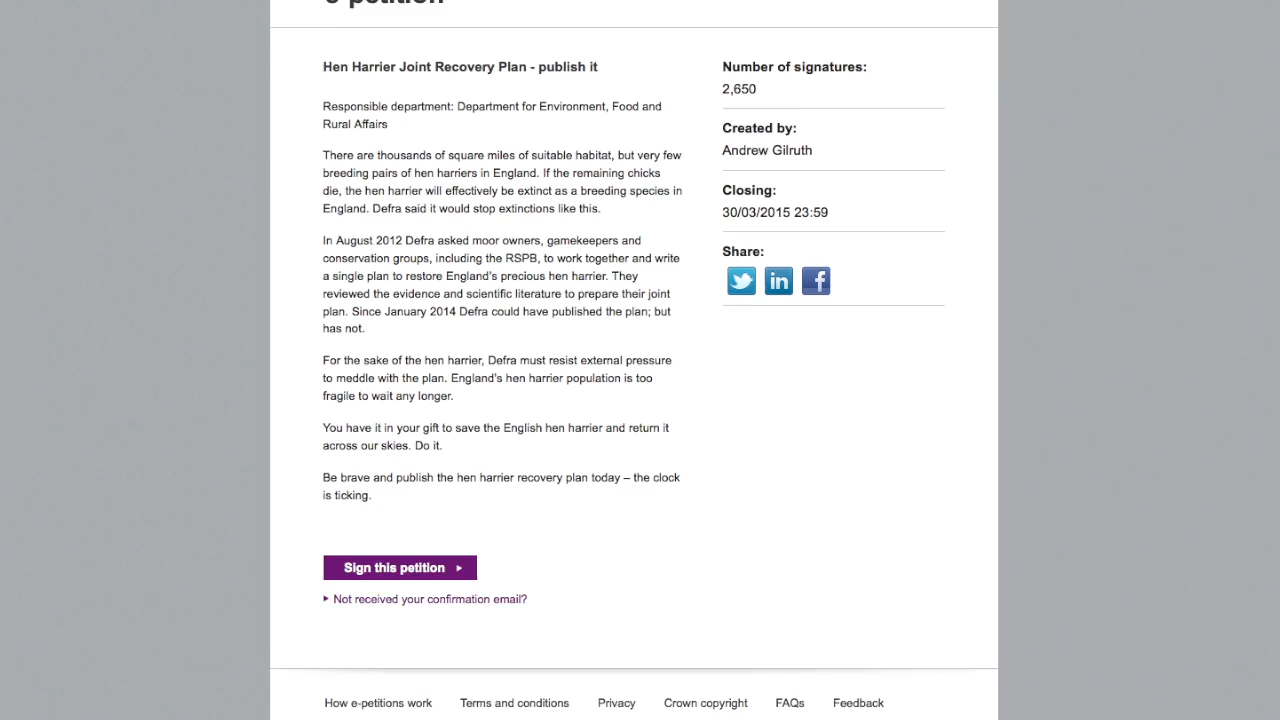 e-petition
Hen Harrier Joint Recovery Plan - publish it
Responsible department: Department for Environment, Food and
Rural Affairs
There are thousands of square miles of suitable habitat, but very few
breeding pairs of hen harriers in England. If the remaining chicks
die, the hen harrier will effectively be extinct as a breeding species in
England. Defra said it would stop extinctions like this.
In August 2012 Defra asked moor owners, gamekeepers and
conservation groups, including the RSPB, to work together and write
a single plan to restore England's precious hen harrier. They
reviewed the evidence and scientific literature to prepare their joint
plan. Since January 2014 Defra could have published the plan; but
has not.
For the sake of the hen harrier, Defra must resist external pressure
to meddle with the plan. England's hen harrier population is too
fragile to wait any longer.
You have it in your gift to save the English hen harrier and return it
across our skies. Do it.
Be brave and publish the hen harrier recovery plan today – the clock
is ticking.
Sign this petition
Not received your confirmation email?
Number of signatures:
2,650
Created by:
Andrew Gilruth
Closing:
30/03/2015 23:59
Share:
in
f
How e-petitions work
Terms and conditions
Privacy
Crown copyright
FAQs
Feedback